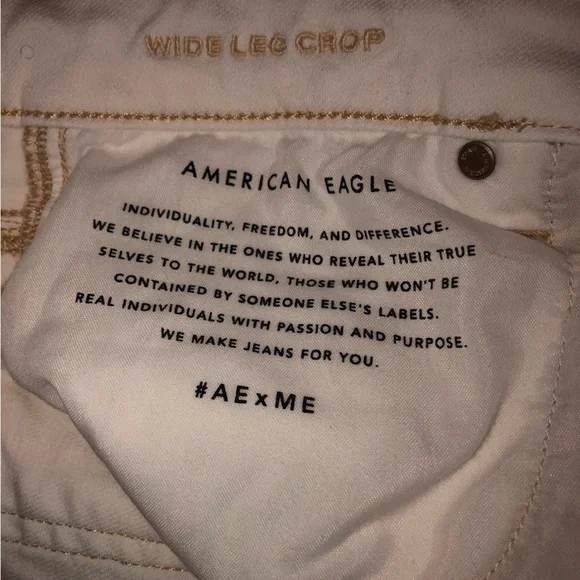 WIDE LEG CROP
AMERICAN EAGLE
INDIVIDUALITY, FREEDOM, AND DIFFERENCE.
WE BELIEVE IN THE ONES WHO REVEAL THEIR TRUE
SELVES TO THE WORLD, THOSE WHO WON'T BE
CONTAINED BY SOMEONE ELSE'S LABELS.
REAL INDIVIDUALS WITH PASSION AND PURPOSE.
WE MAKE JEANS FOR YOU.
#AExME